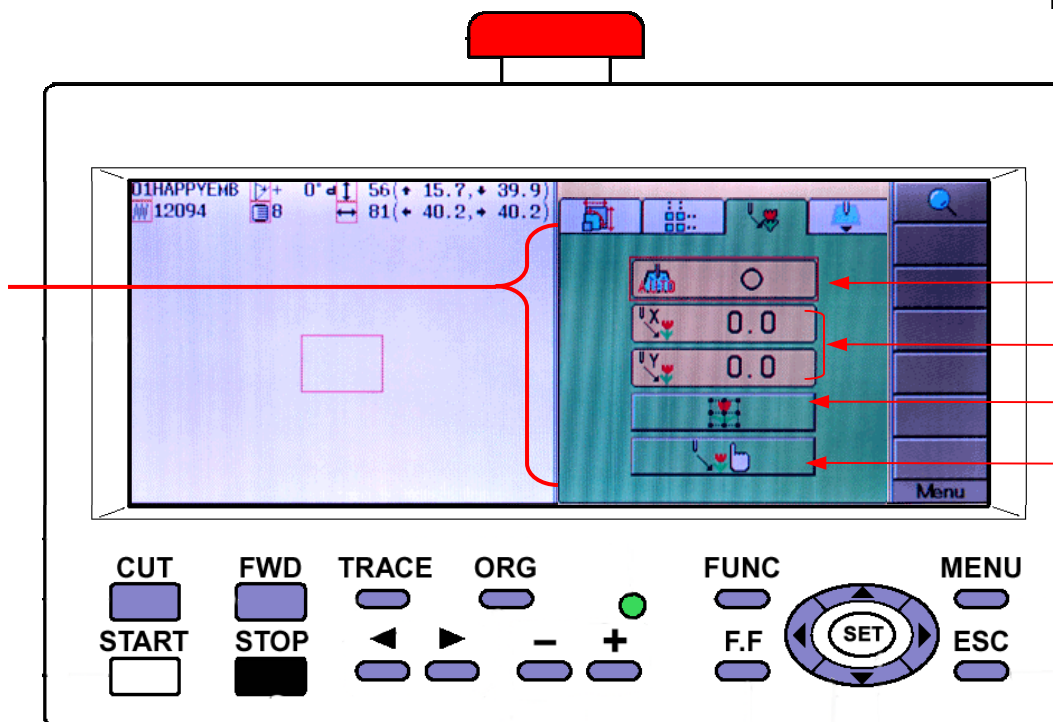 01HAPPYEMB + 0° d 56(↑ 15.7,↓ 39.9)
12094 8 ↔ 81(← 40.2,→ 40.2)
AUTO ○
X 0.0
Y 0.0
Menu
CUT FWD TRACE ORG FUNC MENU
START STOP ◀ ▶ − + F.F SET ESC